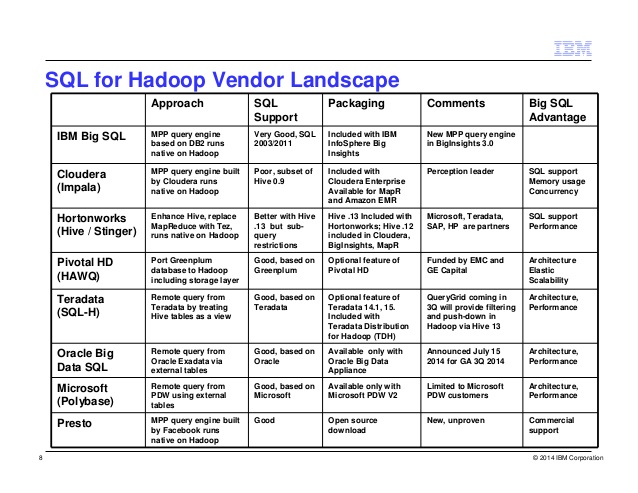 IBM
SQL for Hadoop Vendor Landscape
Approach
SQL
Support
Packaging
Comments
Big SQL
Advantage
IBM Big SQL
MPP query engine
based on DB2 runs
native on Hadoop
Very Good, SQL
2003/2011
Included with IBM
InfoSphere Big
Insights
New MPP query engine
in BigInsights 3.0
Cloudera
(Impala)
MPP query engine built
by Cloudera runs
native on Hadoop
Poor, subset of
Hive 0.9
Included with
Cloudera Enterprise
Available for MapR
and Amazon EMR
Perception leader
SQL support
Memory usage
Concurrency
Hortonworks
(Hive / Stinger)
Enhance Hive, replace
MapReduce with Tez,
runs native on Hadoop
Better with Hive
.13 but sub-
query
restrictions
Hive .13 Included with
Hortonworks; Hive .12
included in Cloudera,
BigInsights, MapR
Microsoft, Teradata,
SAP, HP are partners
SQL support
Performance
Pivotal HD
(HAWQ)
Port Greenplum
database to Hadoop
including storage layer
Good, based on
Greenplum
Optional feature of
Pivotal HD
Funded by EMC and
GE Capital
Architecture
Elastic
Scalability
Teradata
(SQL-H)
Remote query from
Teradata by treating
Hive tables as a view
Good, based on
Teradata
Optional feature of
Teradata 14.1, 15.
Included with
Teradata Distribution
for Hadoop (TDH)
QueryGrid coming in
3Q will provide filtering
and push-down in
Hadoop via Hive 13
Architecture,
Performance
Oracle Big
Data SQL
Remote query from
Oracle Exadata via
external tables
Good, based on
Oracle
Available only with
Oracle Big Data
Appliance
Announced July 15
2014 for GA 3Q 2014
Architecture,
Performance
Microsoft
(Polybase)
Remote query from
PDW using external
tables
Good, based on
Microsoft
Available only with
Microsoft PDW V2
Limited to Microsoft
PDW customers
Architecture,
Performance
Presto
MPP query engine built
by Facebook runs
native on Hadoop
Good
Open source
download
New, unproven
Commercial
support
8
© 2014 IBM Corporation